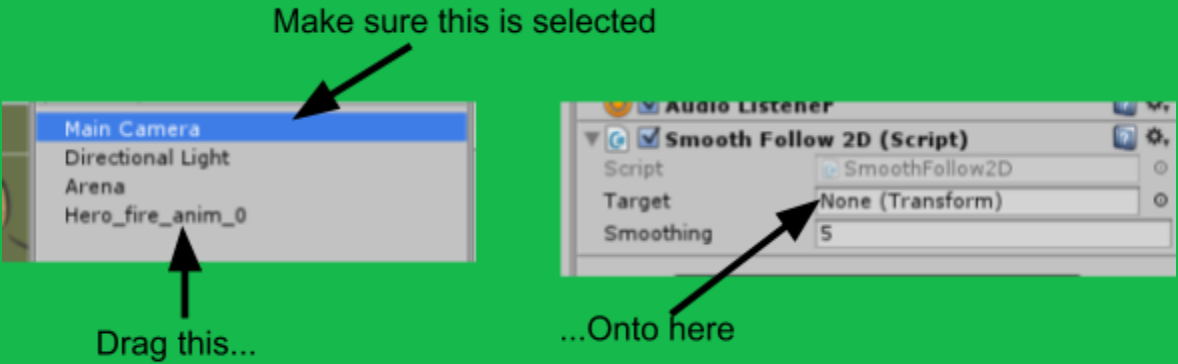 Make sure this is selected
Main Camera
Directional Light
Arena
Hero_fire_anim_0
Drag this...
Audio Listener
Smooth Follow 2D (Script)
Script SmoothFollow2D
Target None (Transform)
Smoothing 5
...Onto here